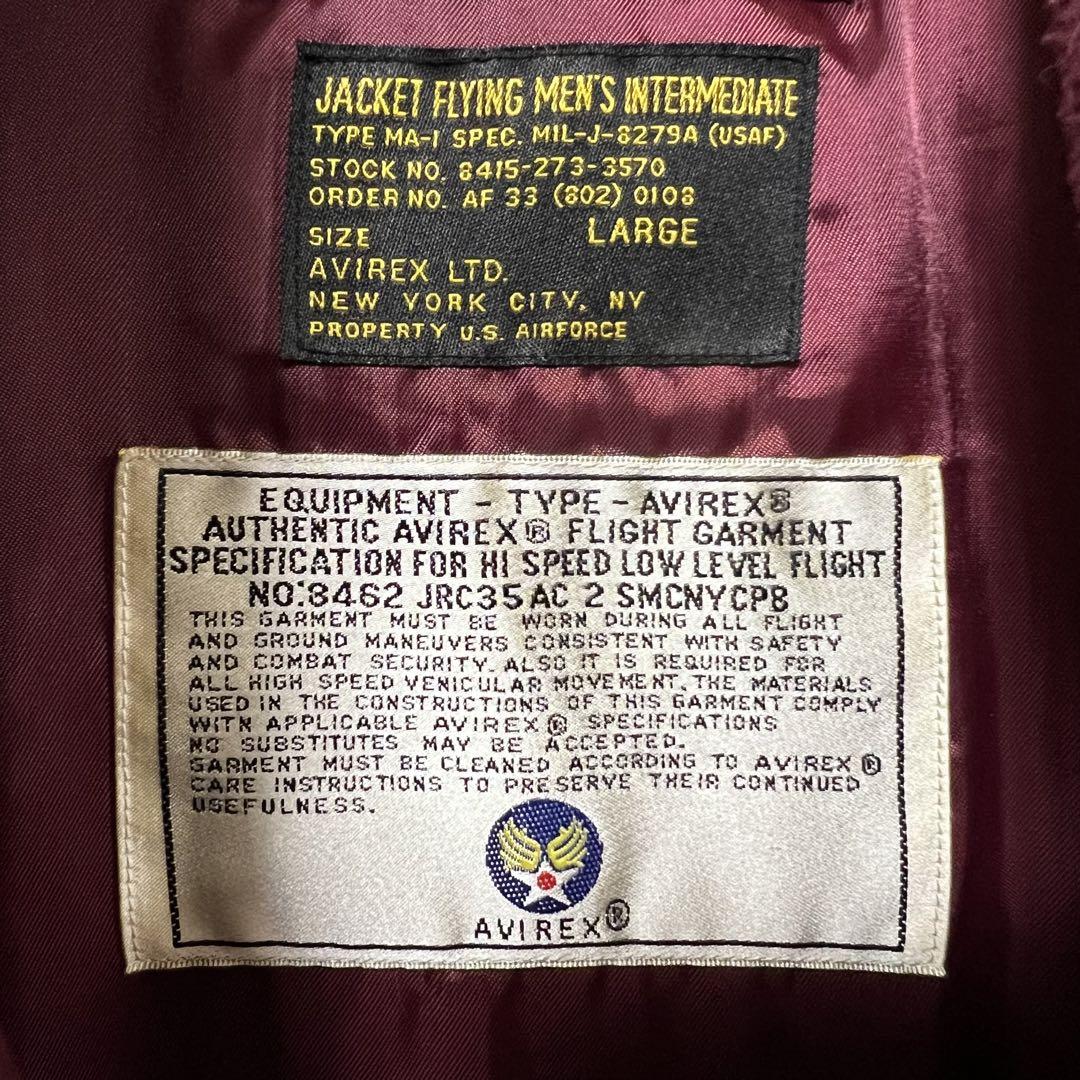 JACKET FLYING MEN'S INTERMEDIATE
TYPE MA-1 SPEC. MIL-J-8279A (USAF)
STOCK NO. 8415-273-3570
ORDER NO. AF 33 (602) 0108
SIZE LARGE
AVIREX LTD.
NEW YORK CITY, NY
PROPERTY U.S. AIRFORCE
EQUIPMENT - TYPE - AVIREX®
AUTHENTIC AVIREX® FLIGHT GARMENT
SPECIFICATION FOR HI SPEED LOW LEVEL FLIGHT
NO:8462 JRC35AC 2 SMCNYCPB
THIS GARMENT MUST BE WORN DURING ALL FLIGHT
AND GROUND MANEUVERS CONSISTENT WITH SAFETY
AND COMBAT SECURITY. ALSO IT IS REQUIRED FOR
ALL HIGH SPEED VENICULAR MOVEMENT. THE MATERIALS
USED IN THE CONSTRUCTIONS OF THIS GARMENT COMPLY
WITH APPLICABLE AVIREX® SPECIFICATIONS
NO SUBSTITUTES MAY BE ACCEPTED.
GARMENT MUST BE CLEANED ACCORDING TO AVIREX®
CARE INSTRUCTIONS TO PRESERVE THEIR CONTINUED
USEFULNESS.
AVIREX®